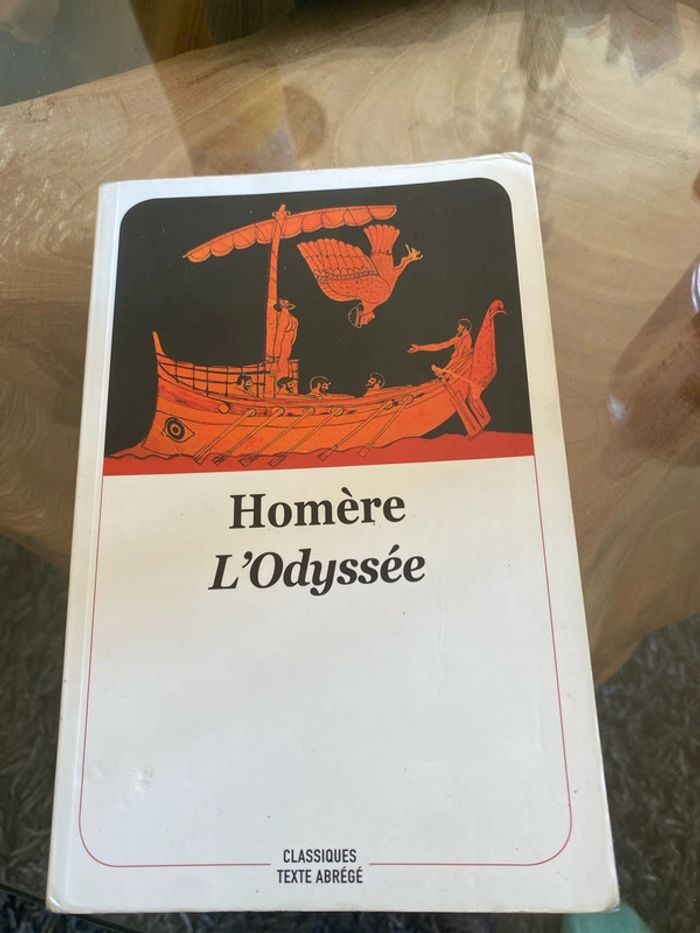 Homère
L'Odyssée
CLASSIQUES
TEXTE ABRÉGÉ